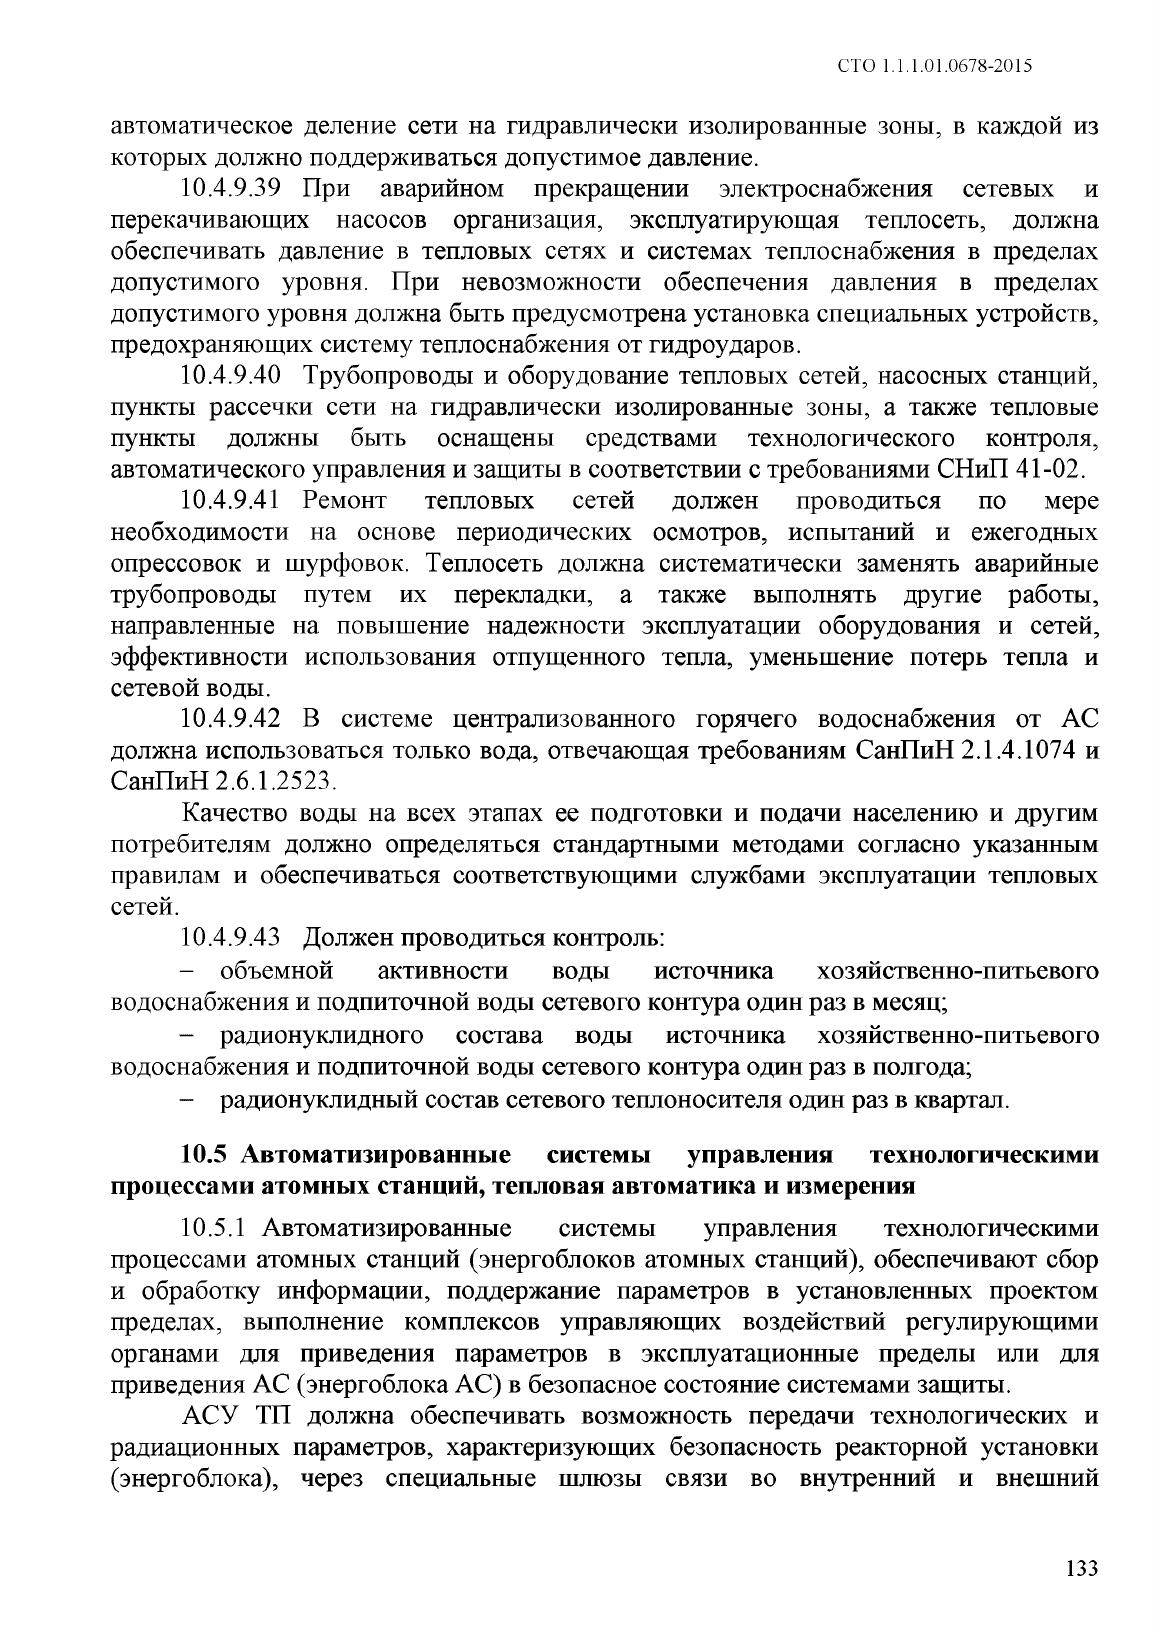 СТО 1.1.1.01.0678-2015
автоматическое деление сети на гидравлически изолированные зоны, в каждой из
которых должно поддерживаться допустимое давление.
10.4.9.39 При аварийном прекращении электроснабжения сетевых и
перекачивающих насосов организация, эксплуатирующая теплосеть, должна
обеспечивать давление в тепловых сетях и системах теплоснабжения в пределах
допустимого уровня. При невозможности обеспечения давления в пределах
допустимого уровня должна быть предусмотрена установка специальных устройств,
предохраняющих систему теплоснабжения от гидроударов.
10.4.9.40 Трубопроводы и оборудование тепловых сетей, насосных станций,
пункты рассечки сети на гидравлически изолированные зоны, а также тепловые
пункты должны быть оснащены средствами технологического контроля,
автоматического управления и защиты в соответствии с требованиями СНиП 41-02.
10.4.9.41 Ремонт тепловых сетей должен проводиться по мере
необходимости на основе периодических осмотров, испытаний и ежегодных
опрессовок и шурфовок. Теплосеть должна систематически заменять аварийные
трубопроводы путем их перекладки, а также выполнять другие работы,
направленные на повышение надежности эксплуатации оборудования и сетей,
эффективности использования отпущенного тепла, уменьшение потерь тепла и
сетевой воды.
10.4.9.42 В системе централизованного горячего водоснабжения от АС
должна использоваться только вода, отвечающая требованиям СанПиН 2.1.4.1074 и
СанПиН 2.6.1.2523.
Качество воды на всех этапах ее подготовки и подачи населению и другим
потребителям должно определяться стандартными методами согласно указанным
правилам и обеспечиваться соответствующими службами эксплуатации тепловых
сетей.
10.4.9.43 Должен проводиться контроль:
– объемной активности воды источника хозяйственно-питьевого
водоснабжения и подпиточной воды сетевого контура один раз в месяц;
– радионуклидного состава воды источника хозяйственно-питьевого
водоснабжения и подпиточной воды сетевого контура один раз в полгода;
– радионуклидный состав сетевого теплоносителя один раз в квартал.
10.5 Автоматизированные системы управления технологическими
процессами атомных станций, тепловая автоматика и измерения
10.5.1 Автоматизированные системы управления технологическими
процессами атомных станций (энергоблоков атомных станций), обеспечивают сбор
и обработку информации, поддержание параметров в установленных проектом
пределах, выполнение комплексов управляющих воздействий регулирующими
органами для приведения параметров в эксплуатационные пределы или для
приведения АС (энергоблока АС) в безопасное состояние системами защиты.
АСУ ТП должна обеспечивать возможность передачи технологических и
радиационных параметров, характеризующих безопасность реакторной установки
(энергоблока), через специальные шлюзы связи во внутренний и внешний
133